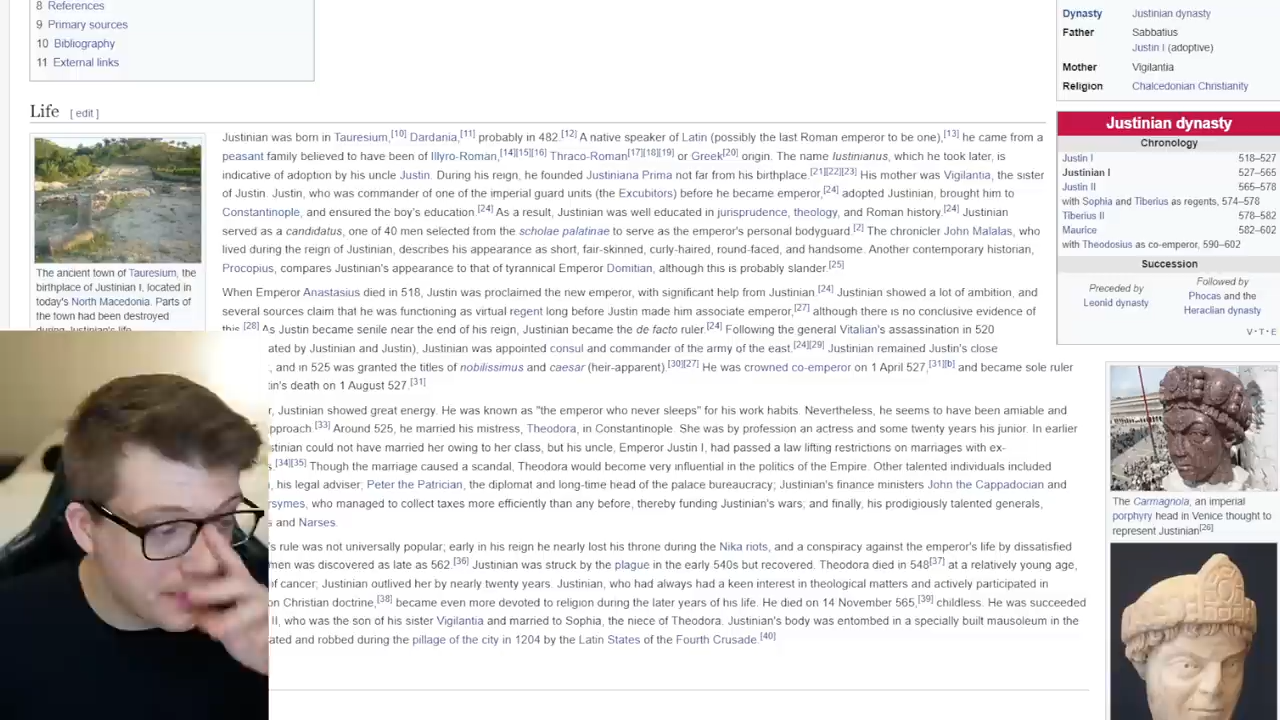 8 References
9 Primary sources
10 Bibliography
11 External links
Dynasty Justinian dynasty
Father Sabbatius
Justin I (adoptive)
Mother Vigilantia
Religion Chalcedonian Christianity
Life [ edit ]
The ancient town of Tauresium, the
birthplace of Justinian I, located in
today's North Macedonia. Parts of
the town had been destroyed
during Justinian's life
Justinian was born in Tauresium,[10] Dardania,[11] probably in 482.[12] A native speaker of Latin (possibly the last Roman emperor to be one),[13] he came from a
peasant family believed to have been of Illyro-Roman,[14][15][16] Thraco-Roman[17][18][19] or Greek[20] origin. The name Iustinianus, which he took later, is
indicative of adoption by his uncle Justin. During his reign, he founded Justiniana Prima not far from his birthplace.[21][22][23] His mother was Vigilantia, the sister
of Justin. Justin, who was commander of one of the imperial guard units (the Excubitors) before he became emperor,[24] adopted Justinian, brought him to
Constantinople, and ensured the boy's education.[24] As a result, Justinian was well educated in jurisprudence, theology, and Roman history.[24] Justinian
served as a candidatus, one of 40 men selected from the scholae palatinae to serve as the emperor's personal bodyguard.[2] The chronicler John Malalas, who
lived during the reign of Justinian, describes his appearance as short, fair-skinned, curly-haired, round-faced, and handsome. Another contemporary historian,
Procopius, compares Justinian's appearance to that of tyrannical Emperor Domitian, although this is probably slander.[25]
When Emperor Anastasius died in 518, Justin was proclaimed the new emperor, with significant help from Justinian.[24] Justinian showed a lot of ambition, and
several sources claim that he was functioning as virtual regent long before Justin made him associate emperor,[27] although there is no conclusive evidence of
this.[28] As Justin became senile near the end of his reign, Justinian became the de facto ruler.[24] Following the general Vitalian's assassination in 520
ated by Justinian and Justin), Justinian was appointed consul and commander of the army of the east.[24][29] Justinian remained Justin's close
, and in 525 was granted the titles of nobilissimus and caesar (heir-apparent).[30][27] He was crowned co-emperor on 1 April 527,[31][b] and became sole ruler
tin's death on 1 August 527.[31]
r, Justinian showed great energy. He was known as "the emperor who never sleeps" for his work habits. Nevertheless, he seems to have been amiable and
pproach.[33] Around 525, he married his mistress, Theodora, in Constantinople. She was by profession an actress and some twenty years his junior. In earlier
stinian could not have married her owing to her class, but his uncle, Emperor Justin I, had passed a law lifting restrictions on marriages with ex-
s.[34][35] Though the marriage caused a scandal, Theodora would become very influential in the politics of the Empire. Other talented individuals included
, his legal adviser; Peter the Patrician, the diplomat and long-time head of the palace bureaucracy; Justinian's finance ministers John the Cappadocian and
rsymes, who managed to collect taxes more efficiently than any before, thereby funding Justinian's wars; and finally, his prodigiously talented generals,
s and Narses.
's rule was not universally popular; early in his reign he nearly lost his throne during the Nika riots, and a conspiracy against the emperor's life by dissatisfied
men was discovered as late as 562.[36] Justinian was struck by the plague in the early 540s but recovered. Theodora died in 548[37] at a relatively young age,
of cancer; Justinian outlived her by nearly twenty years. Justinian, who had always had a keen interest in theological matters and actively participated in
on Christian doctrine,[38] became even more devoted to religion during the later years of his life. He died on 14 November 565,[39] childless. He was succeeded
II, who was the son of his sister Vigilantia and married to Sophia, the niece of Theodora. Justinian's body was entombed in a specially built mausoleum in the
ated and robbed during the pillage of the city in 1204 by the Latin States of the Fourth Crusade.[40]
Justinian dynasty
Chronology
Justin I 518–527
Justinian I 527–565
Justin II 565–578
with Sophia and Tiberius as regents, 574–578
Tiberius II 578–582
Maurice 582–602
with Theodosius as co-emperor, 590–602
Succession
Preceded by
Leonid dynasty
Followed by
Phocas and the
Heraclian dynasty
V · T · E
The Carmagnola, an imperial
porphyry head in Venice thought to
represent Justinian[26]